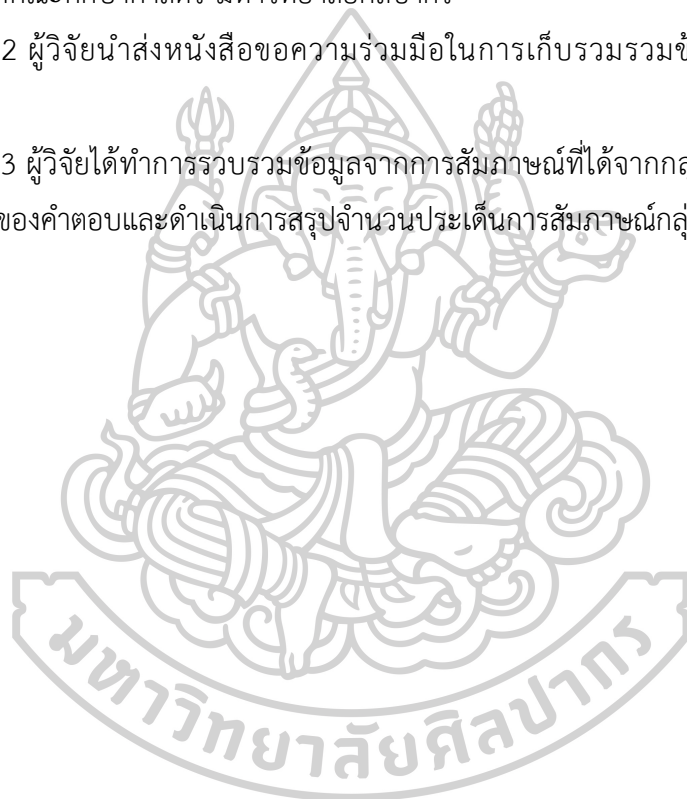 2 ผู้วิจัยนำส่งหนังสือขอความร่วมมือในการเก็บรวมรวมข้
3 ผู้วิจัยได้ทำการรวบรวมข้อมูลจากการสัมภาษณ์ที่ได้จากกล
ของคำตอบและดำเนินการสรุปจำนวนประเด็นการสัมภาษณ์กลุ่
มหาวิทยาลัยศิลปากร